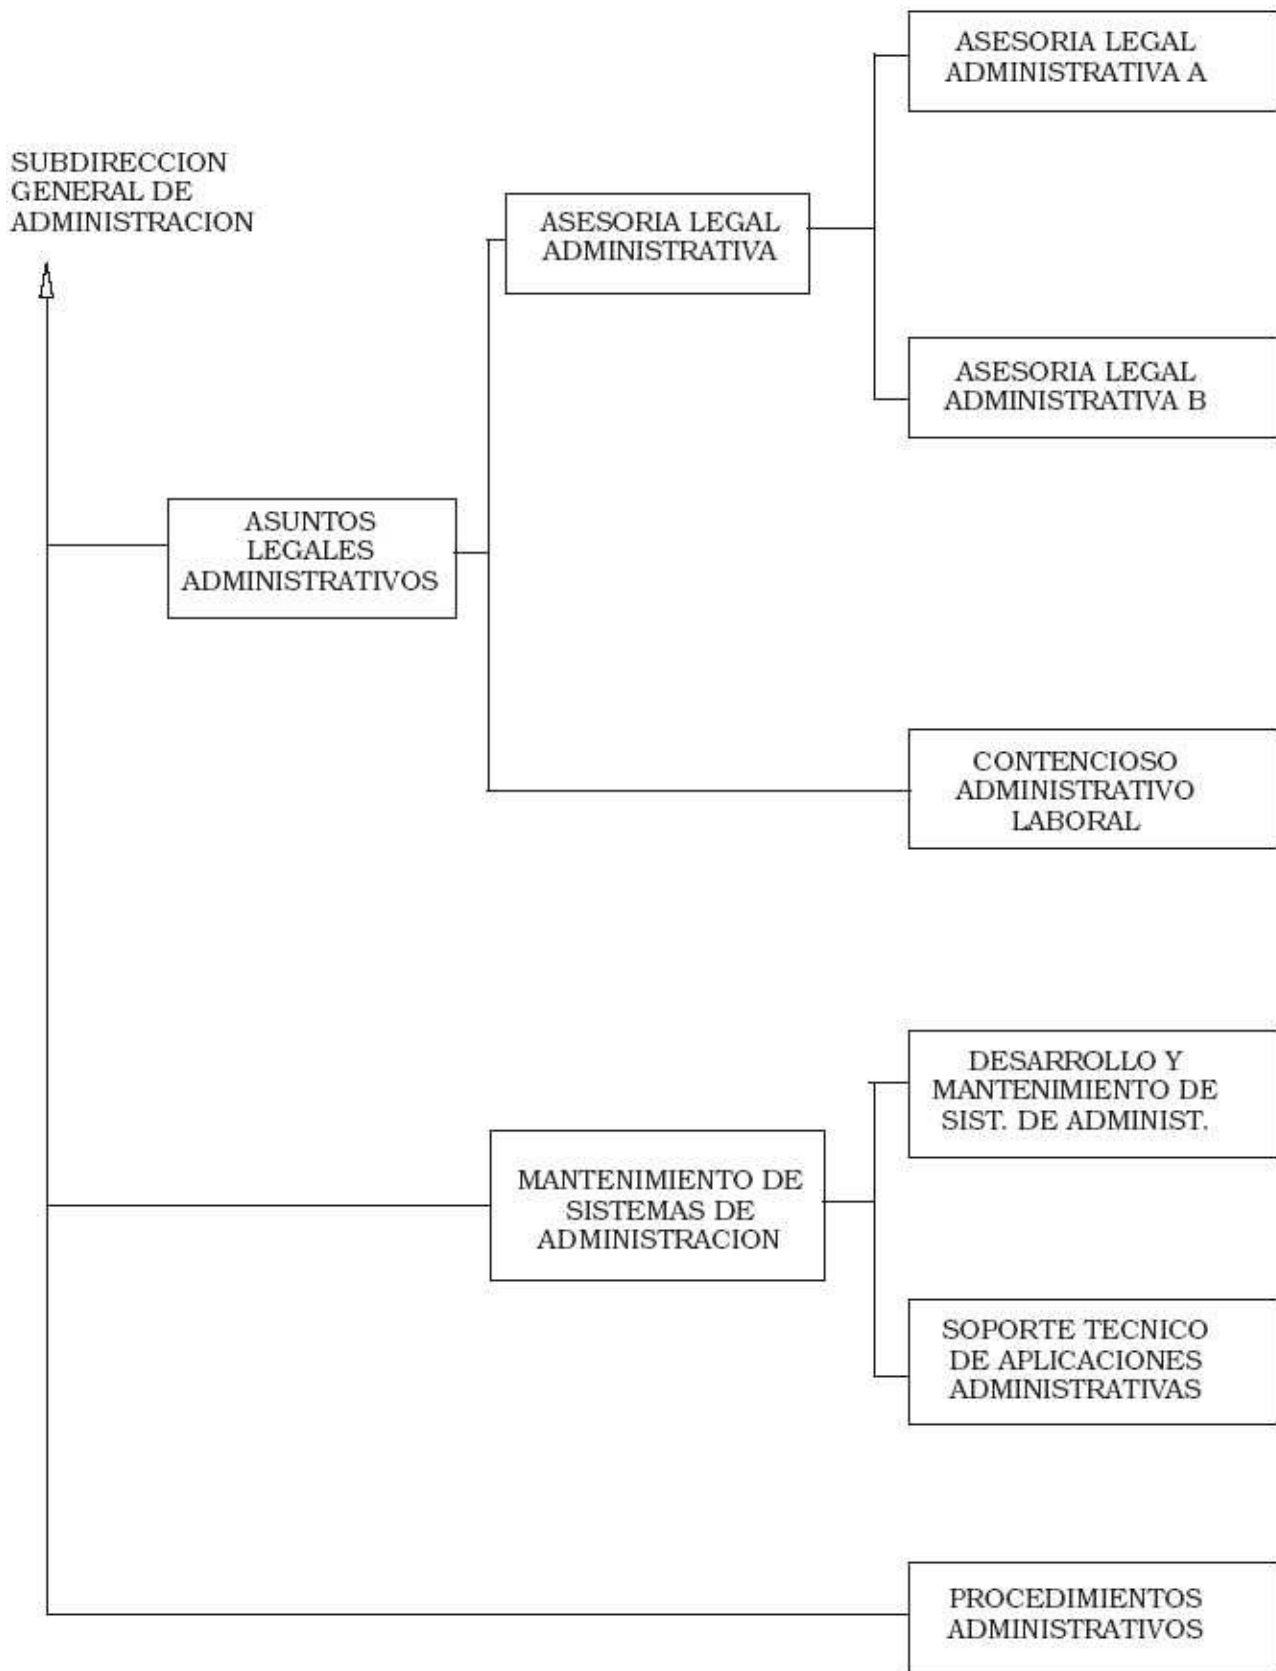 ASESORIA LEGAL
ADMINISTRATIVA A
SUBDIRECCION
GENERAL DE
ADMINISTRACION
ASESORIA LEGAL
ADMINISTRATIVA
ASESORIA LEGAL
ADMINISTRATIVA B
ASUNTOS
LEGALES
ADMINISTRATIVOS
CONTENCIOSO
ADMINISTRATIVO
LABORAL
DESARROLLO Y
MANTENIMIENTO DE
SIST. DE ADMINIST.
MANTENIMIENTO DE
SISTEMAS DE
ADMINISTRACION
SOPORTE TECNICO
DE APLICACIONES
ADMINISTRATIVAS
PROCEDIMIENTOS
ADMINISTRATIVOS